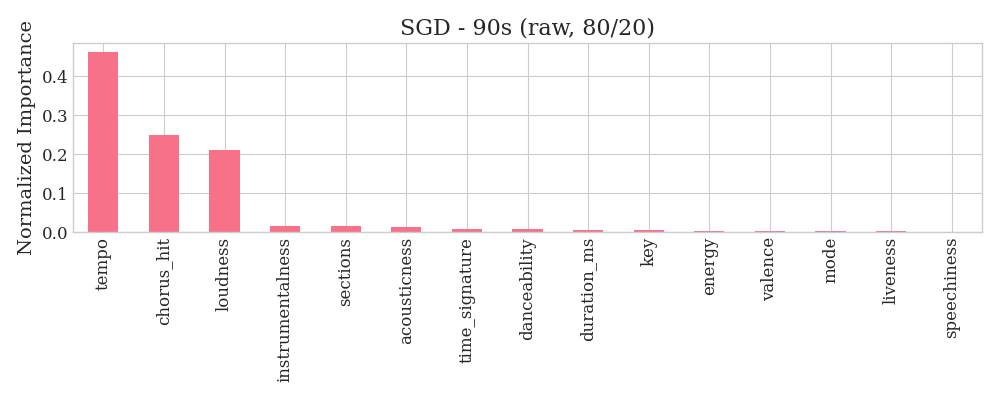 SGD - 90s (raw, 80/20)
Normalized Importance
0.4
0.3
0.2
0.1
0.0
tempo
chorus_hit
loudness
instrumentalness
sections
acousticness
time_signature
danceability
duration_ms
key
energy
valence
mode
liveness
speechiness